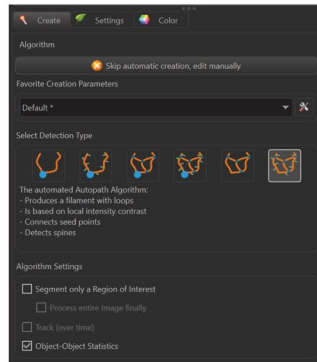 Create Settings Color
Algorithm
Skip automatic creation, edit manually
Favorite Creation Parameters
Default *
Select Detection Type
The automated Autopath Algorithm:
- Produces a filament with loops
- Is based on local intensity contrast
- Connects seed points
- Detects spines
Algorithm Settings
Segment only a Region of Interest
Process entire Image finally
Track (over time)
Object-Object Statistics